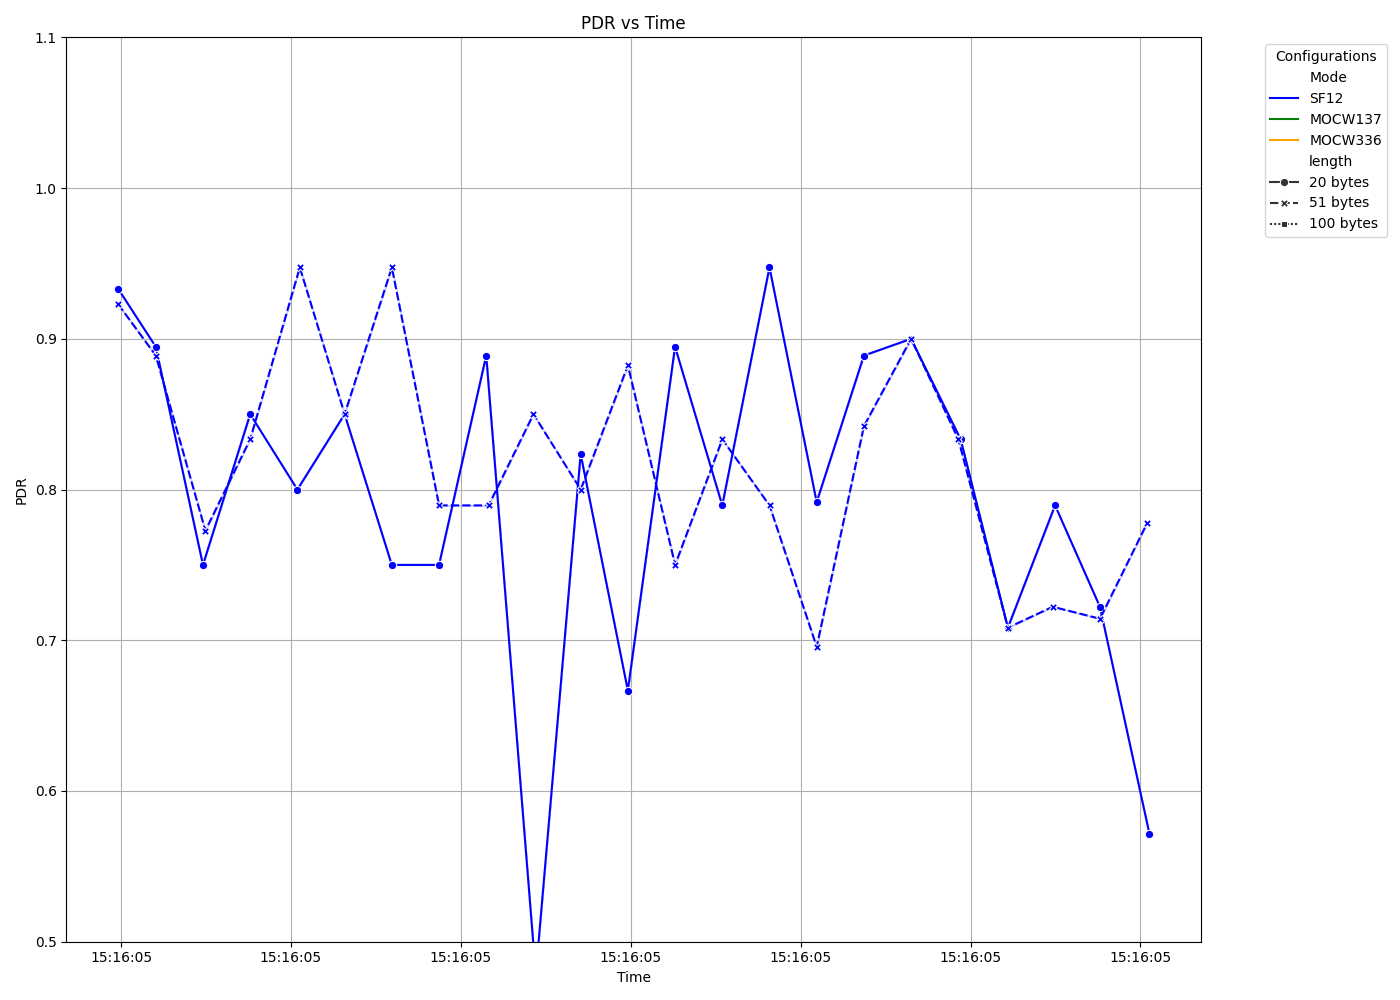 PDR vs Time
1.1
1.0
0.9
0.8
0.7
0.6
0.5
PDR
15:16:05 15:16:05 15:16:05 15:16:05 15:16:05 15:16:05 15:16:05
Time
Configurations
Mode
SF12
MOCW137
MOCW336
length
20 bytes
51 bytes
100 bytes